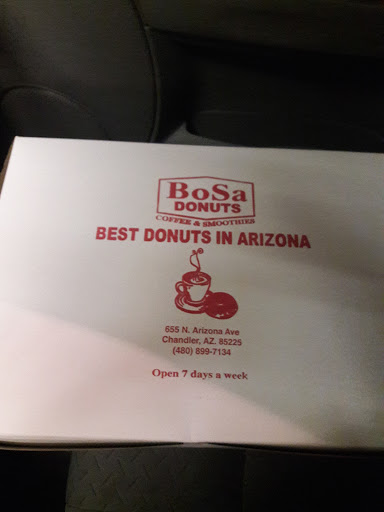 BoSa
DONUTS
COFFEE & SMOOTHIES
BEST DONUTS IN ARIZONA
655 N. Arizona Ave
Chandler, AZ. 85225
(480) 899-7134
Open 7 days a week